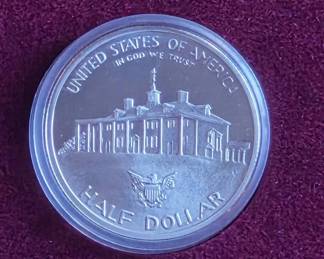 UNITED STATES OF AMERICA
IN GOD WE TRUST
HALF DOLLAR